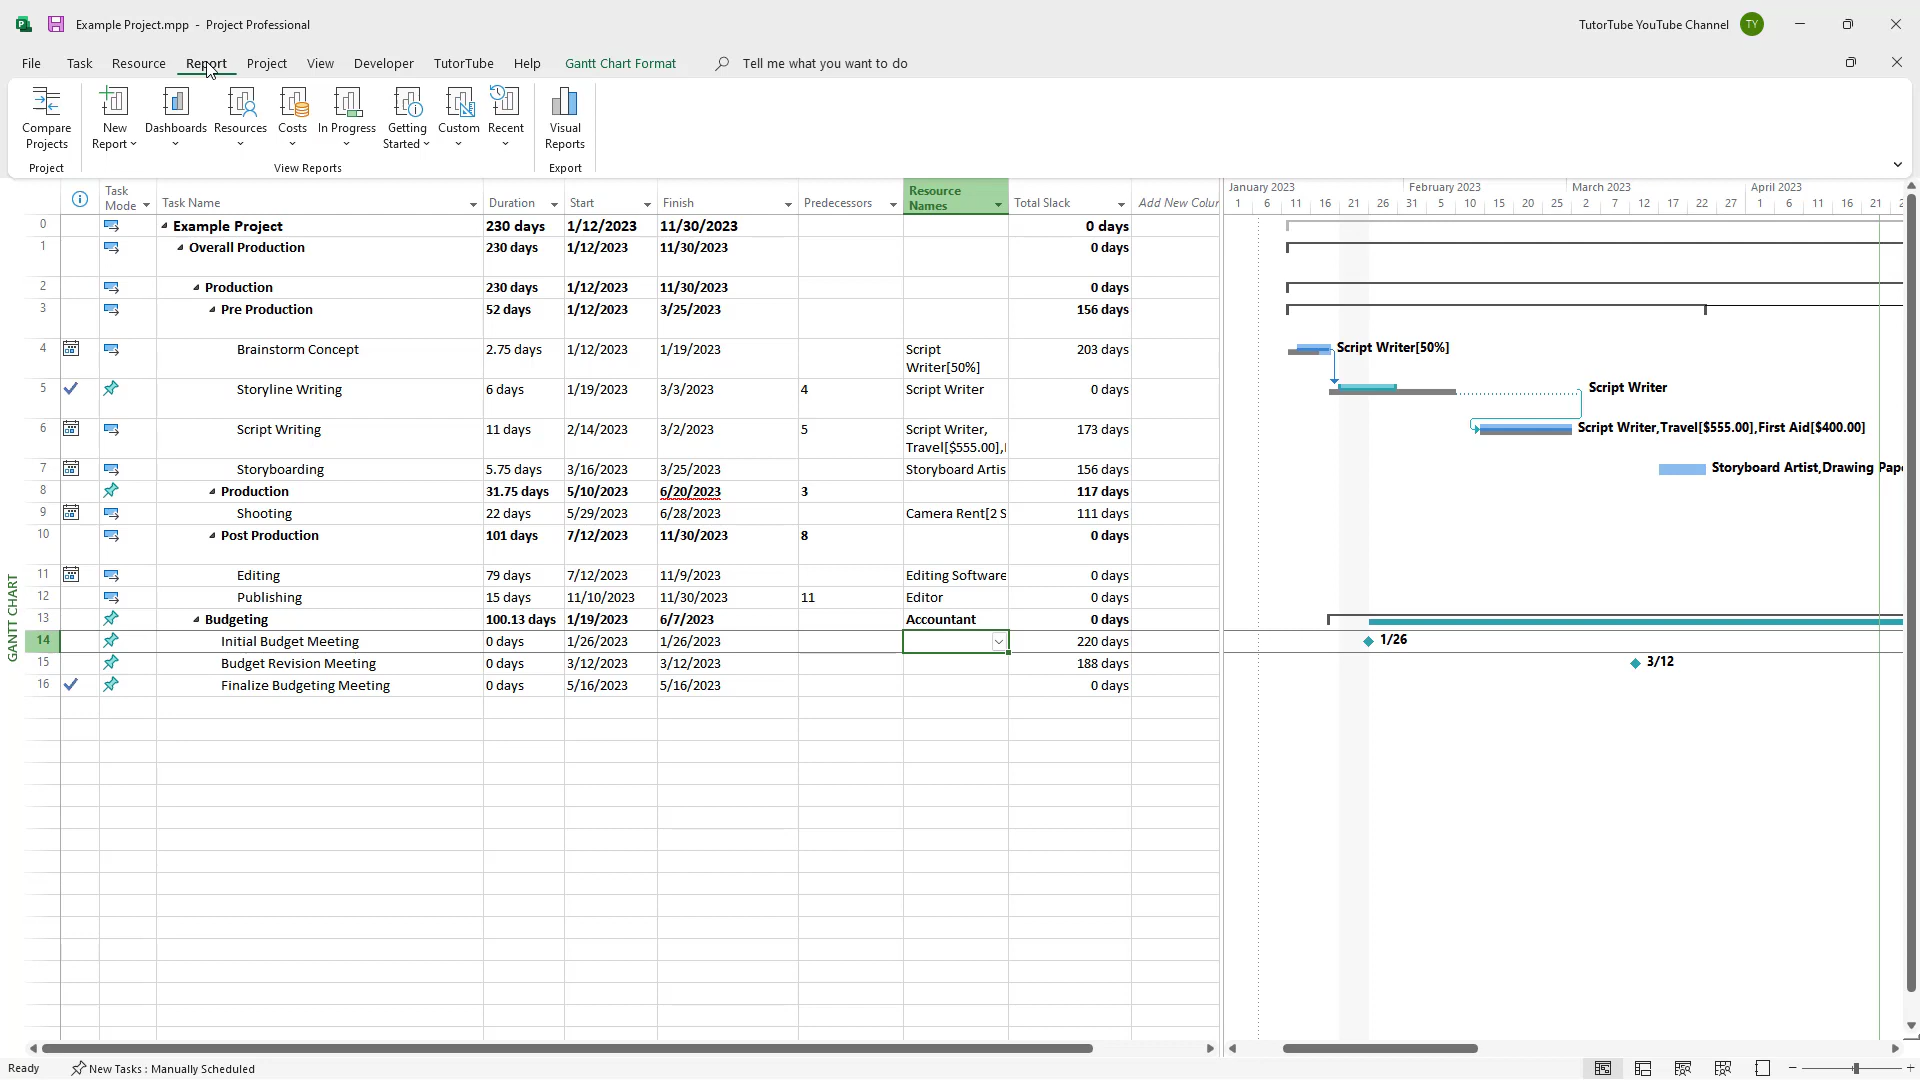 Example Project.mpp - Project Professional
TutorTube YouTube Channel TY
File Task Resource Report Project View Developer TutorTube Help Gantt Chart Format Tell me what you want to do
Compare Projects
New Report
Dashboards
Resources
Costs
In Progress
Getting Started
Custom
Recent
Visual Reports
Project View Reports Export
Task Mode Task Name Duration Start Finish Predecessors Resource Names Total Slack Add New Colur
0 Example Project 230 days 1/12/2023 11/30/2023 0 days
1 Overall Production 230 days 1/12/2023 11/30/2023 0 days
2 Production 230 days 1/12/2023 11/30/2023 0 days
3 Pre Production 52 days 1/12/2023 3/25/2023 156 days
4 Brainstorm Concept 2.75 days 1/12/2023 1/19/2023 Script Writer[50%] 203 days
5 Storyline Writing 6 days 1/19/2023 3/3/2023 4 Script Writer 0 days
6 Script Writing 11 days 2/14/2023 3/2/2023 5 Script Writer, Travel[$555.00], 173 days
7 Storyboarding 5.75 days 3/16/2023 3/25/2023 Storyboard Artis 156 days
8 Production 31.75 days 5/10/2023 6/20/2023 3 117 days
9 Shooting 22 days 5/29/2023 6/28/2023 Camera Rent[2 S 111 days
10 Post Production 101 days 7/12/2023 11/30/2023 8 0 days
11 Editing 79 days 7/12/2023 11/9/2023 Editing Software 0 days
12 Publishing 15 days 11/10/2023 11/30/2023 11 Editor 0 days
13 Budgeting 100.13 days 1/19/2023 6/7/2023 Accountant 0 days
14 Initial Budget Meeting 0 days 1/26/2023 1/26/2023 220 days
15 Budget Revision Meeting 0 days 3/12/2023 3/12/2023 188 days
16 Finalize Budgeting Meeting 0 days 5/16/2023 5/16/2023 0 days
GANTT CHART
January 2023 February 2023 March 2023 April 2023
1 6 11 16 21 26 31 5 10 15 20 25 2 7 12 17 22 27 1 6 11 16 21 2
Script Writer[50%]
Script Writer
Script Writer,Travel[$555.00],First Aid[$400.00]
Storyboard Artist,Drawing Pape
1/26
3/12
Ready New Tasks : Manually Scheduled